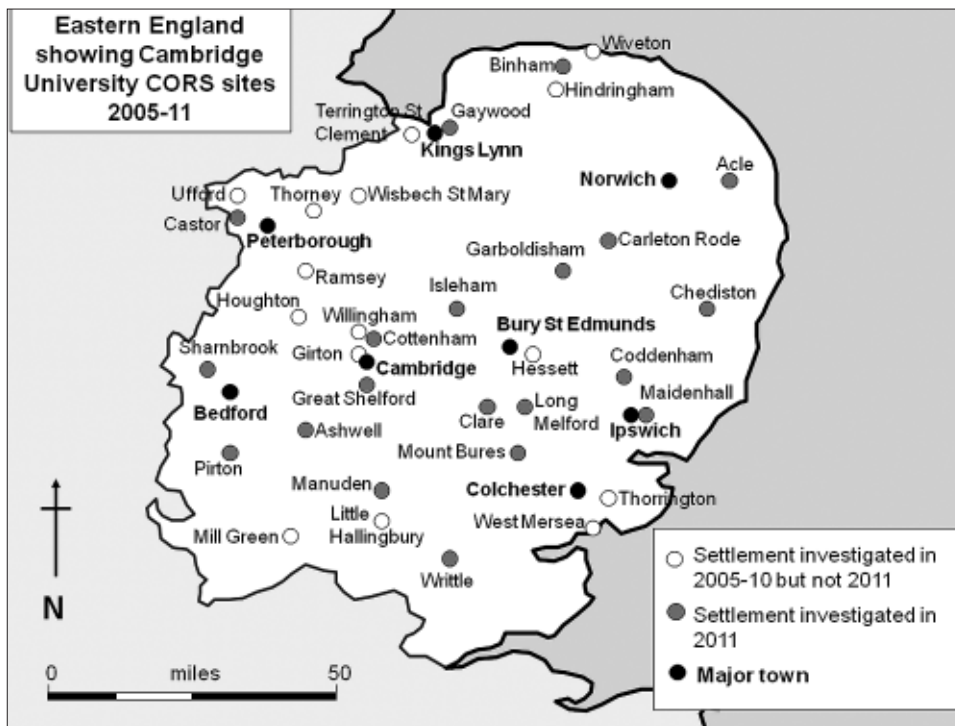 Eastern England
showing Cambridge
University CORS sites
2005-11
Wiveton
Binham
Hindringham
Terrington St
Clement
Gaywood
Kings Lynn
Norwich
Acle
Ufford
Thorney
Wisbech St Mary
Castor
Peterborough
Carleton Rode
Garboldisham
Ramsey
Isleham
Chediston
Houghton
Willingham
Cottenham
Bury St Edmunds
Sharnbrook
Girton
Cambridge
Hessett
Coddenham
Great Shelford
Maidenhall
Bedford
Clare
Long
Melford
Ipswich
Ashwell
Mount Bures
Pirton
Manuden
Colchester
Thorrington
Little
Hallingbury
West Mersea
Mill Green
Writtle
N
0 miles 50
Settlement investigated in
2005-10 but not 2011
Settlement investigated in
2011
Major town